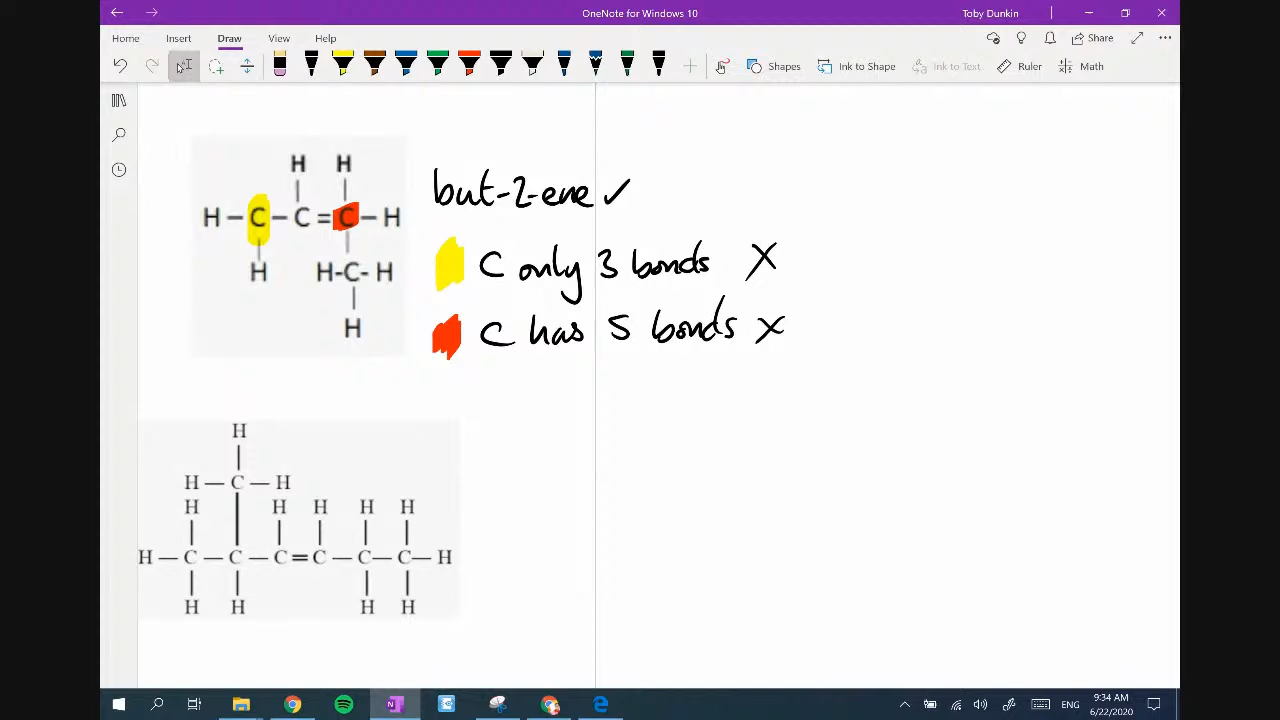 OneNote for Windows 10
Toby Dunkin
Home Insert Draw View Help
Share
Shapes Ink to Shape Ink to Text Ruler Math
H H
H-C-C=C-H
H H-C-H
H
but-2-ene ✓
C only 3 bonds X
C has 5 bonds X
H
H-C-H
H H H H H
H-C-C-C=C-C-C-H
H H H H
ENG
9:34 AM
6/22/2020